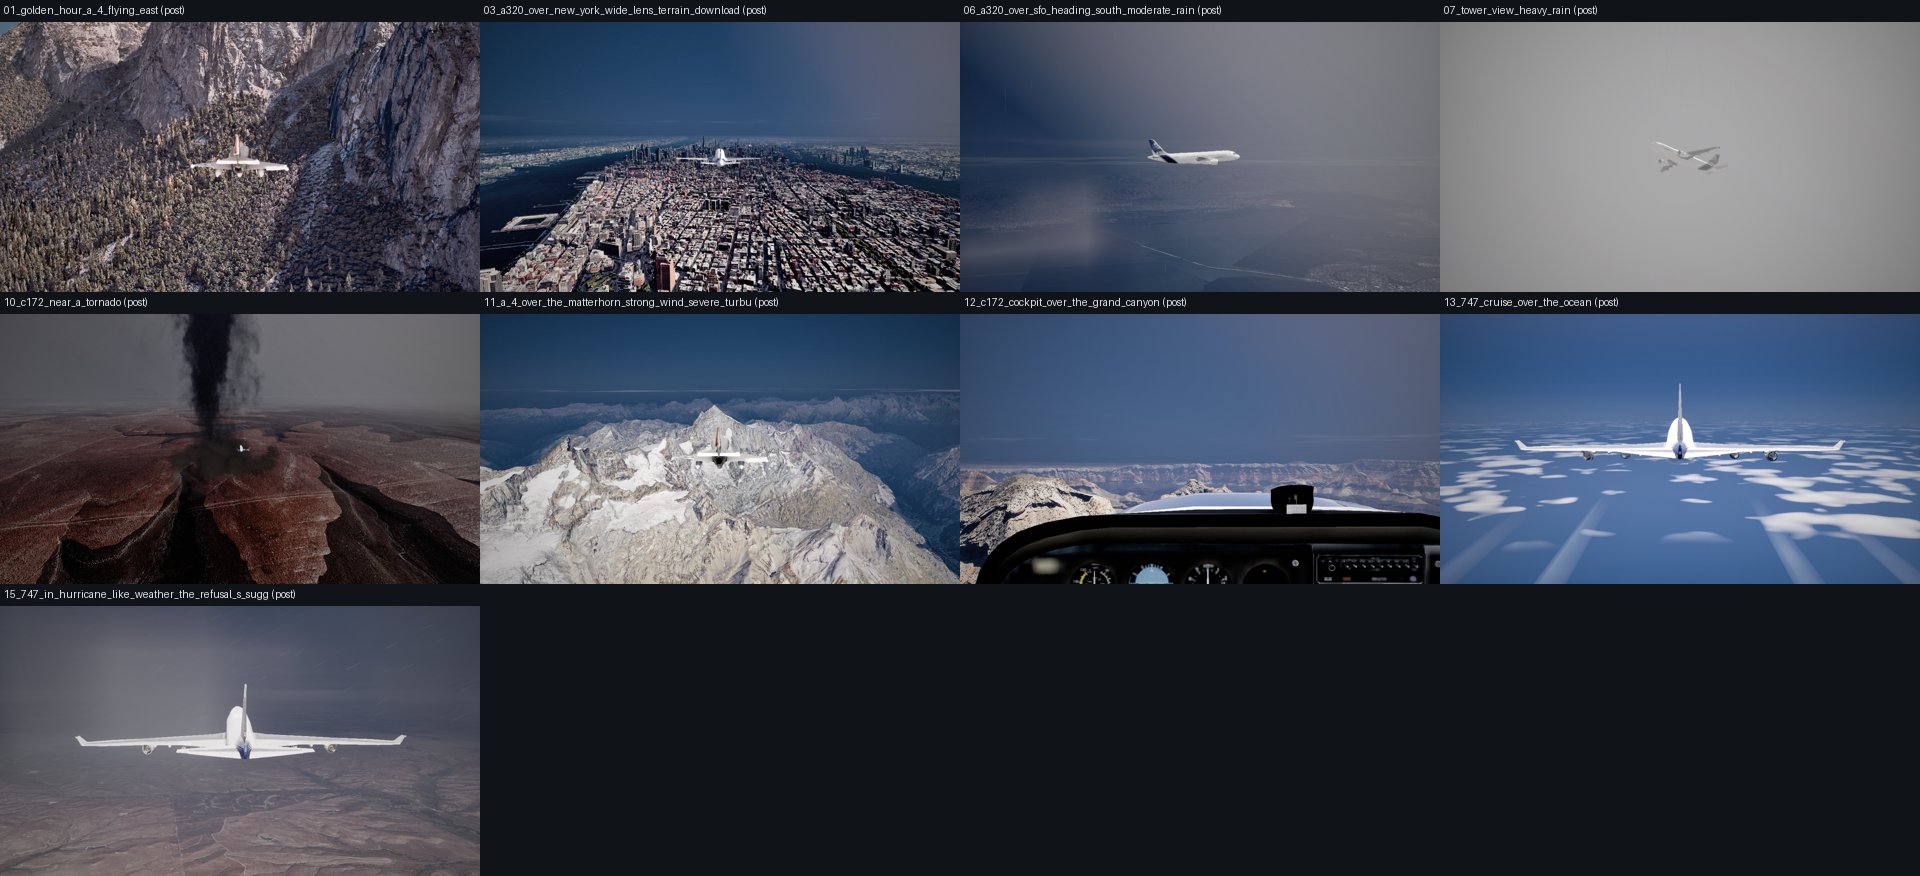 01_golden_hour_a_4_flying_east (post)
03_a320_over_new_york_wide_lens_terrain_download (post)
06_a320_over_sfo_heading_south_moderate_rain (post)
07_tower_view_heavy_rain (post)
10_c172_near_a_tornado (post)
11_a_4_over_the_matterhorn_strong_wind_severe_turbu (post)
12_c172_cockpit_over_the_grand_canyon (post)
13_747_cruise_over_the_ocean (post)
15_747_in_hurricane_like_weather_the_refusal_s_sugg (post)